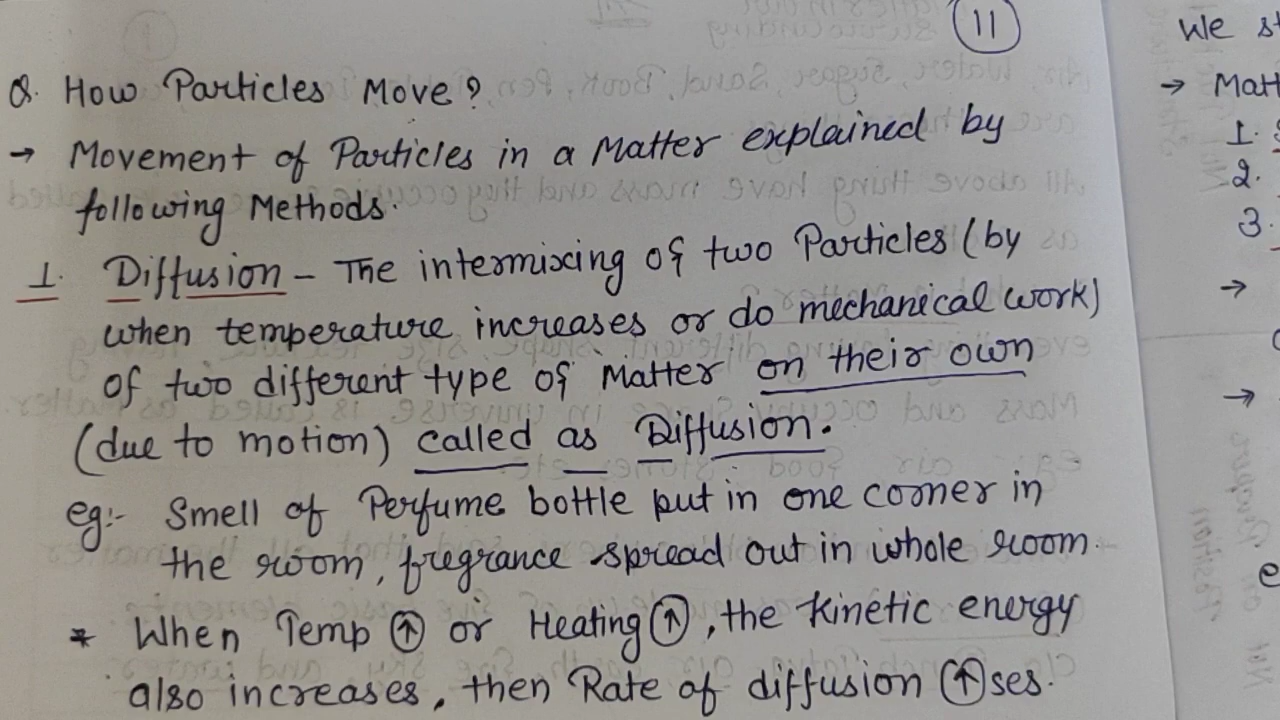 11
Q. How Particles Move?
→ Movement of Particles in a Matter explained by
following Methods.
1. Diffusion – The intermixing of two Particles (by
when temperature increases or do mechanical work)
of two different type of Matter on their own
(due to motion) called as Diffusion.
eg:- Smell of Perfume bottle put in one corner in
the room, fregrance spread out in whole room.
* When Temp ↑ or Heating ↑, the Kinetic energy
also increases, then Rate of diffusion ↑ses.
We
→ Matt
1.
2.
3.
→
→